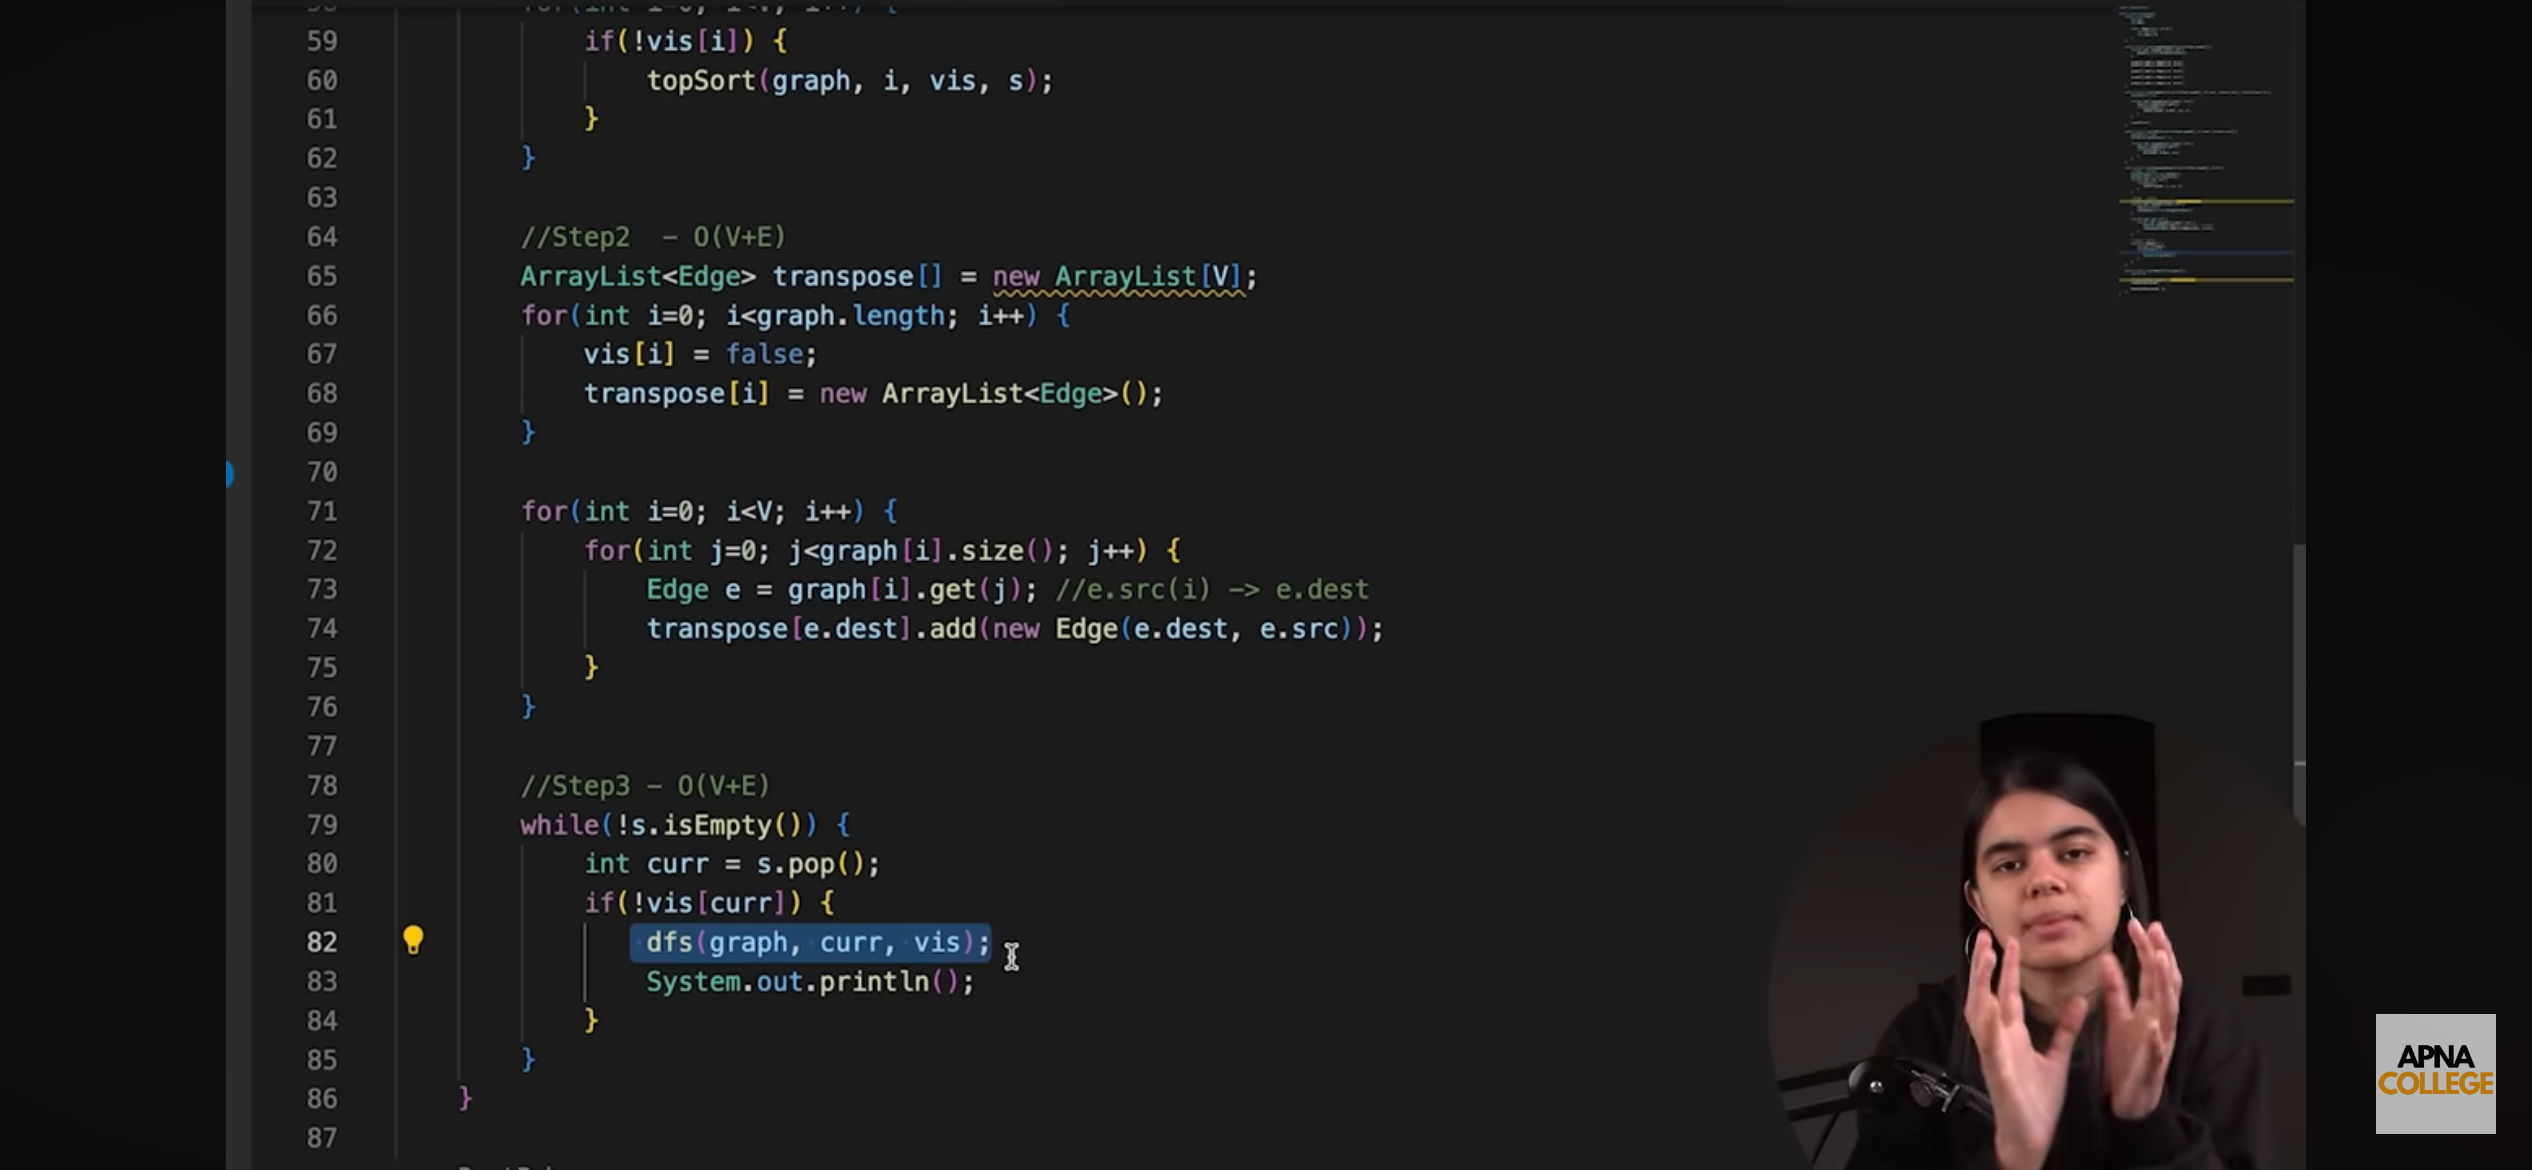 59 if(!vis[i]) {
60 topSort(graph, i, vis, s);
61 }
62 }
63
64 //Step2  - O(V+E)
65 ArrayList<Edge> transpose[] = new ArrayList[V];
66 for(int i=0; i<graph.length; i++) {
67 vis[i] = false;
68 transpose[i] = new ArrayList<Edge>();
69 }
70
71 for(int i=0; i<V; i++) {
72 for(int j=0; j<graph[i].size(); j++) {
73 Edge e = graph[i].get(j); //e.src(i) -> e.dest
74 transpose[e.dest].add(new Edge(e.dest, e.src));
75 }
76 }
77
78 //Step3 - O(V+E)
79 while(!s.isEmpty()) {
80 int curr = s.pop();
81 if(!vis[curr]) {
82 dfs(graph, curr, vis);
83 System.out.println();
84 }
85 }
86 }
87
APNA
COLLEGE